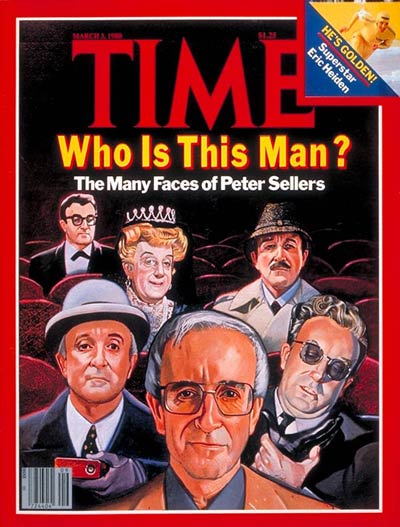 MARCH 3, 1980
$1.25
TIME
HE'S GOLDEN!
Superstar
Eric Heiden
Who Is This Man?
The Many Faces of Peter Sellers